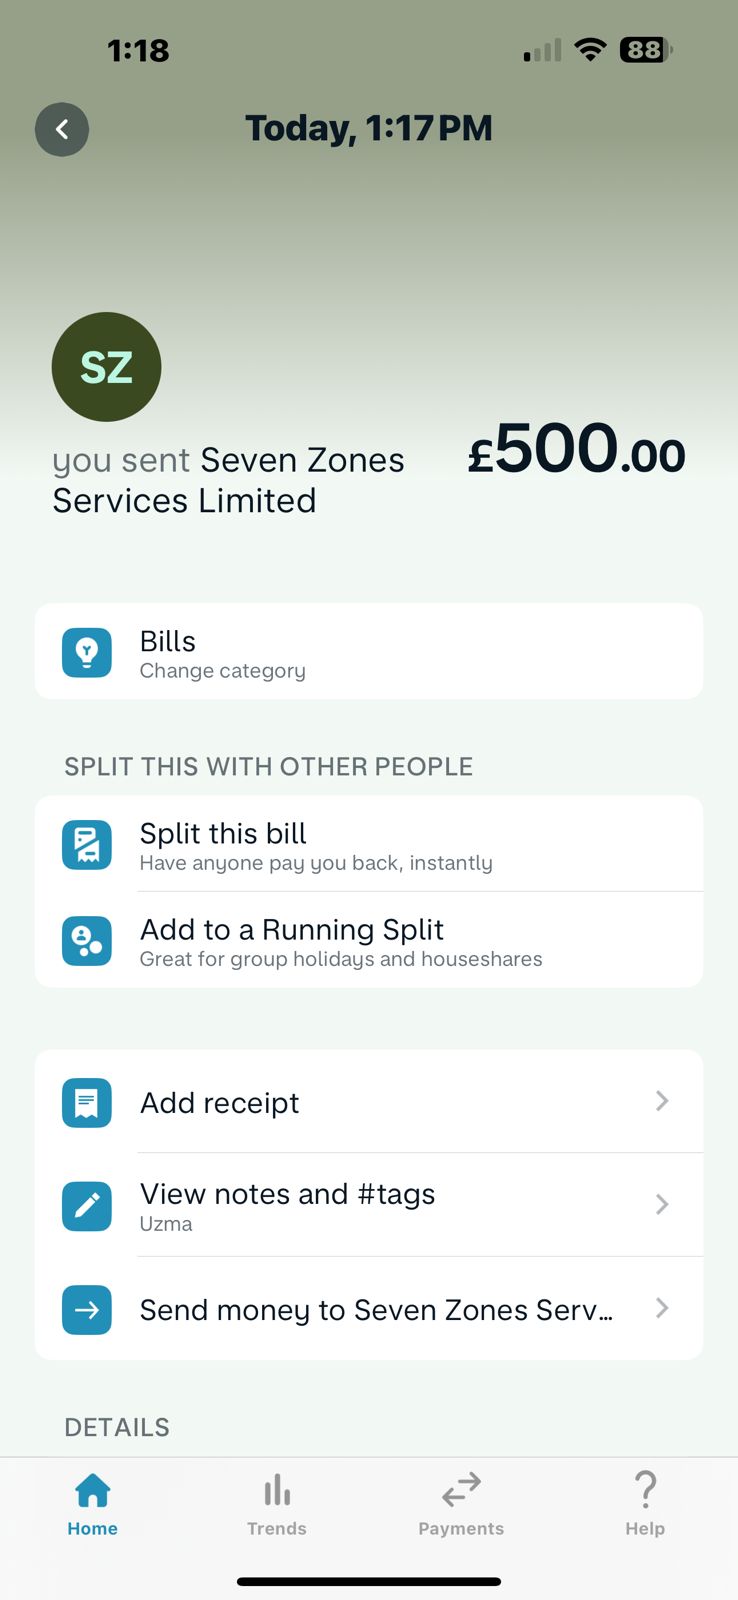 1:18
88
Today, 1:17 PM
SZ
you sent Seven Zones
Services Limited
£500.00
Bills
Change category
SPLIT THIS WITH OTHER PEOPLE
Split this bill
Have anyone pay you back, instantly
Add to a Running Split
Great for group holidays and houseshares
Add receipt
View notes and #tags
Uzma
Send money to Seven Zones Serv...
DETAILS
Home
Trends
Payments
Help